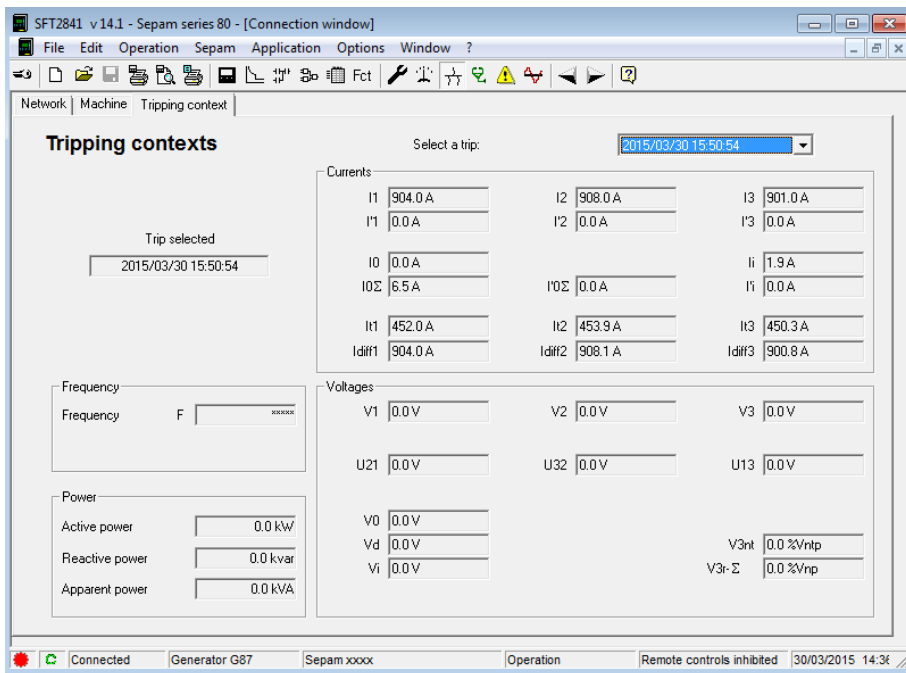 SFT2841 v 14.1 - Sepam series 80 - [Connection window]
File Edit Operation Sepam Application Options Window ?
Fct
Network Machine Tripping context
Tripping contexts
Select a trip: 2015/03/30 15:50:54
Trip selected
2015/03/30 15:50:54
Currents
I1 904.0 A I2 908.0 A I3 901.0 A
I'1 0.0 A I'2 0.0 A I'3 0.0 A
I0 0.0 A Ii 1.9 A
I0Σ 6.5 A I'0Σ 0.0 A I'i 0.0 A
It1 452.0 A It2 453.9 A It3 450.3 A
Idiff1 904.0 A Idiff2 908.1 A Idiff3 900.8 A
Frequency
Frequency F xxxxx
Voltages
V1 0.0 V V2 0.0 V V3 0.0 V
U21 0.0 V U32 0.0 V U13 0.0 V
V0 0.0 V
Vd 0.0 V V3nt 0.0 %Vntp
Vi 0.0 V V3r-Σ 0.0 %Vnp
Power
Active power 0.0 kW
Reactive power 0.0 kvar
Apparent power 0.0 kVA
Connected Generator G87 Sepam xxxx Operation Remote controls inhibited 30/03/2015 14:36